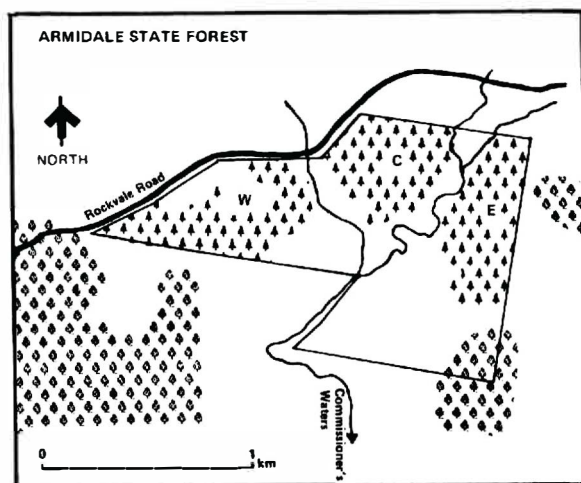 ARMIDALE STATE FOREST
NORTH
Rockvale Road
C
W
E
Commissioner's
Waters
0 1
km